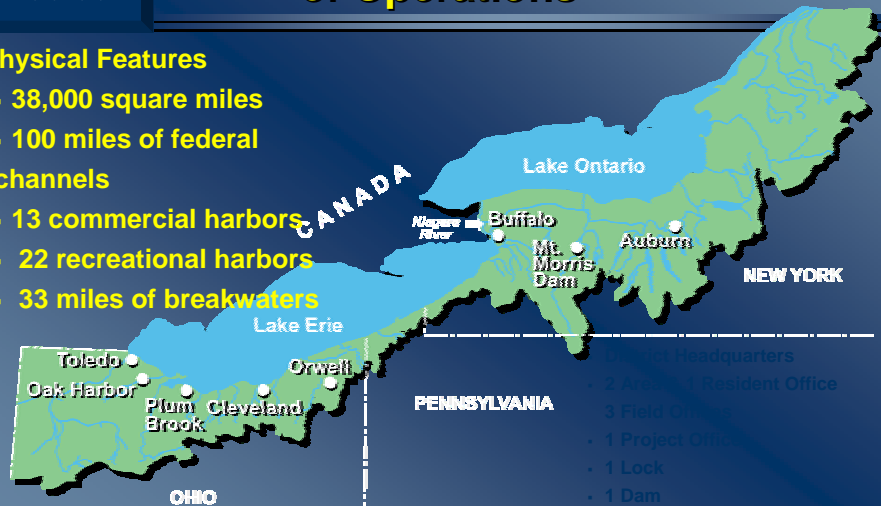 of Operations
hysical Features
38,000 square miles
100 miles of federal
channels
13 commercial harbors
22 recreational harbors
33 miles of breakwaters
CANADA
Lake Ontario
Niagara
River
Buffalo
Mt.
Morris
Dam
Auburn
NEW YORK
Lake Erie
Toledo
Oak Harbor
Plum
Brook
Cleveland
Orwell
PENNSYLVANIA
OHIO
• District Headquarters
• 2 Area 1 Resident Office
• 3 Field
• 1 Project Office
• 1 Lock
• 1 Dam